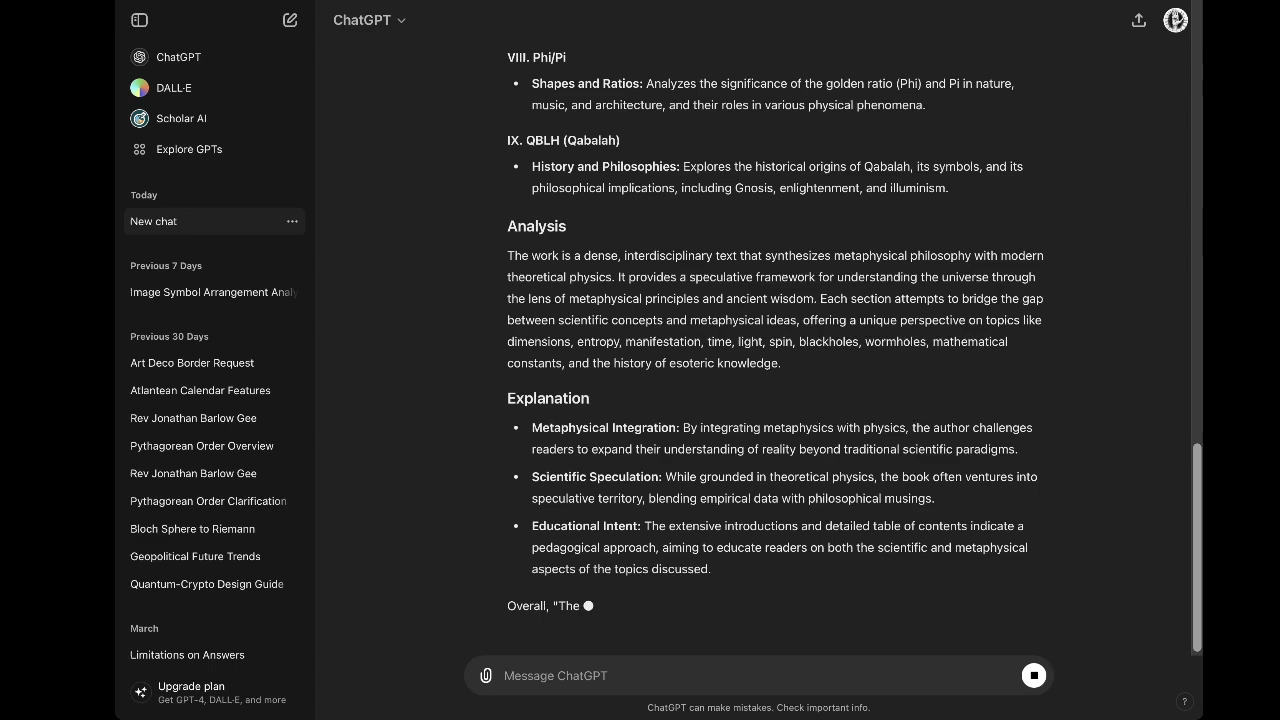 ChatGPT
ChatGPT
DALL·E
Scholar AI
Explore GPTs
Today
New chat
Previous 7 Days
Image Symbol Arrangement Analy
Previous 30 Days
Art Deco Border Request
Atlantean Calendar Features
Rev Jonathan Barlow Gee
Pythagorean Order Overview
Rev Jonathan Barlow Gee
Pythagorean Order Clarification
Bloch Sphere to Riemann
Geopolitical Future Trends
Quantum-Crypto Design Guide
March
Limitations on Answers
Upgrade plan
Get GPT-4, DALL·E, and more
VIII. Phi/Pi
• Shapes and Ratios: Analyzes the significance of the golden ratio (Phi) and Pi in nature,
music, and architecture, and their roles in various physical phenomena.
IX. QBLH (Qabalah)
• History and Philosophies: Explores the historical origins of Qabalah, its symbols, and its
philosophical implications, including Gnosis, enlightenment, and illuminism.
Analysis
The work is a dense, interdisciplinary text that synthesizes metaphysical philosophy with modern
theoretical physics. It provides a speculative framework for understanding the universe through
the lens of metaphysical principles and ancient wisdom. Each section attempts to bridge the gap
between scientific concepts and metaphysical ideas, offering a unique perspective on topics like
dimensions, entropy, manifestation, time, light, spin, blackholes, wormholes, mathematical
constants, and the history of esoteric knowledge.
Explanation
• Metaphysical Integration: By integrating metaphysics with physics, the author challenges
readers to expand their understanding of reality beyond traditional scientific paradigms.
• Scientific Speculation: While grounded in theoretical physics, the book often ventures into
speculative territory, blending empirical data with philosophical musings.
• Educational Intent: The extensive introductions and detailed table of contents indicate a
pedagogical approach, aiming to educate readers on both the scientific and metaphysical
aspects of the topics discussed.
Overall, "The
Message ChatGPT
ChatGPT can make mistakes. Check important info.
?